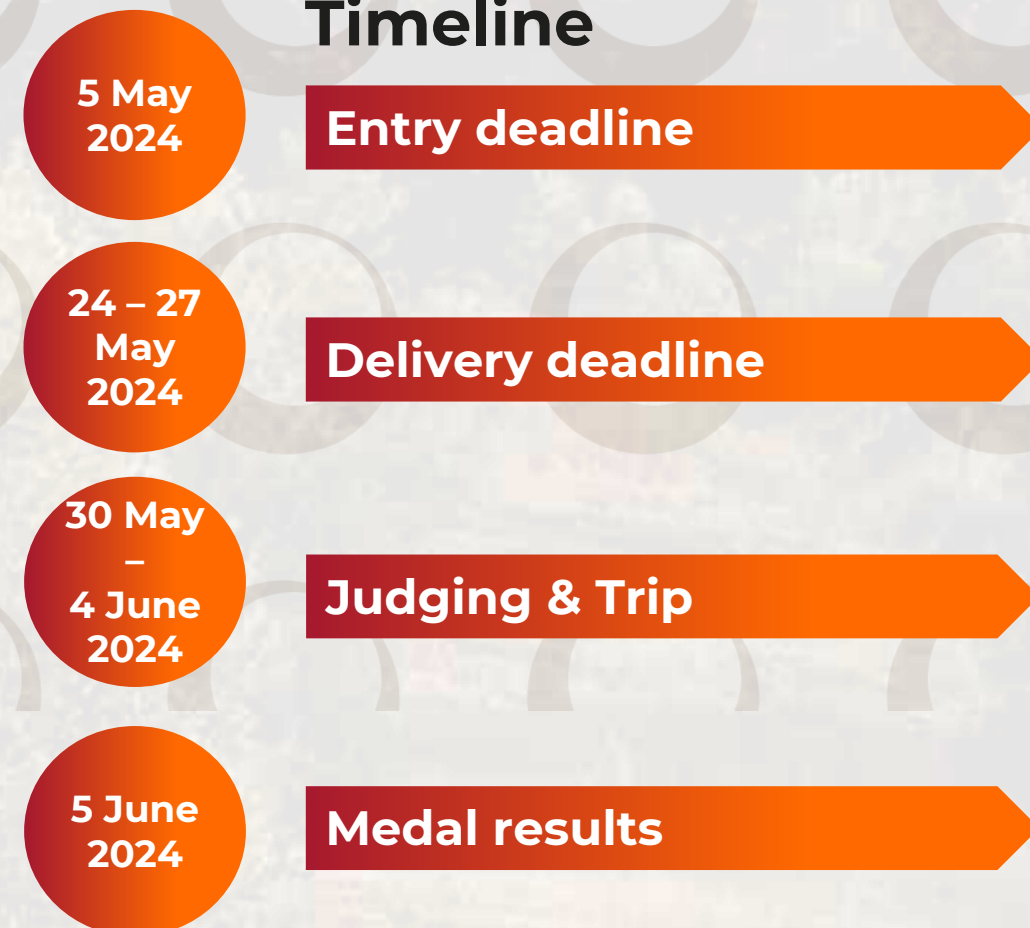 Timeline
5 May
2024
Entry deadline
24 – 27
May
2024
Delivery deadline
30 May
–
4 June
2024
Judging & Trip
5 June
2024
Medal results